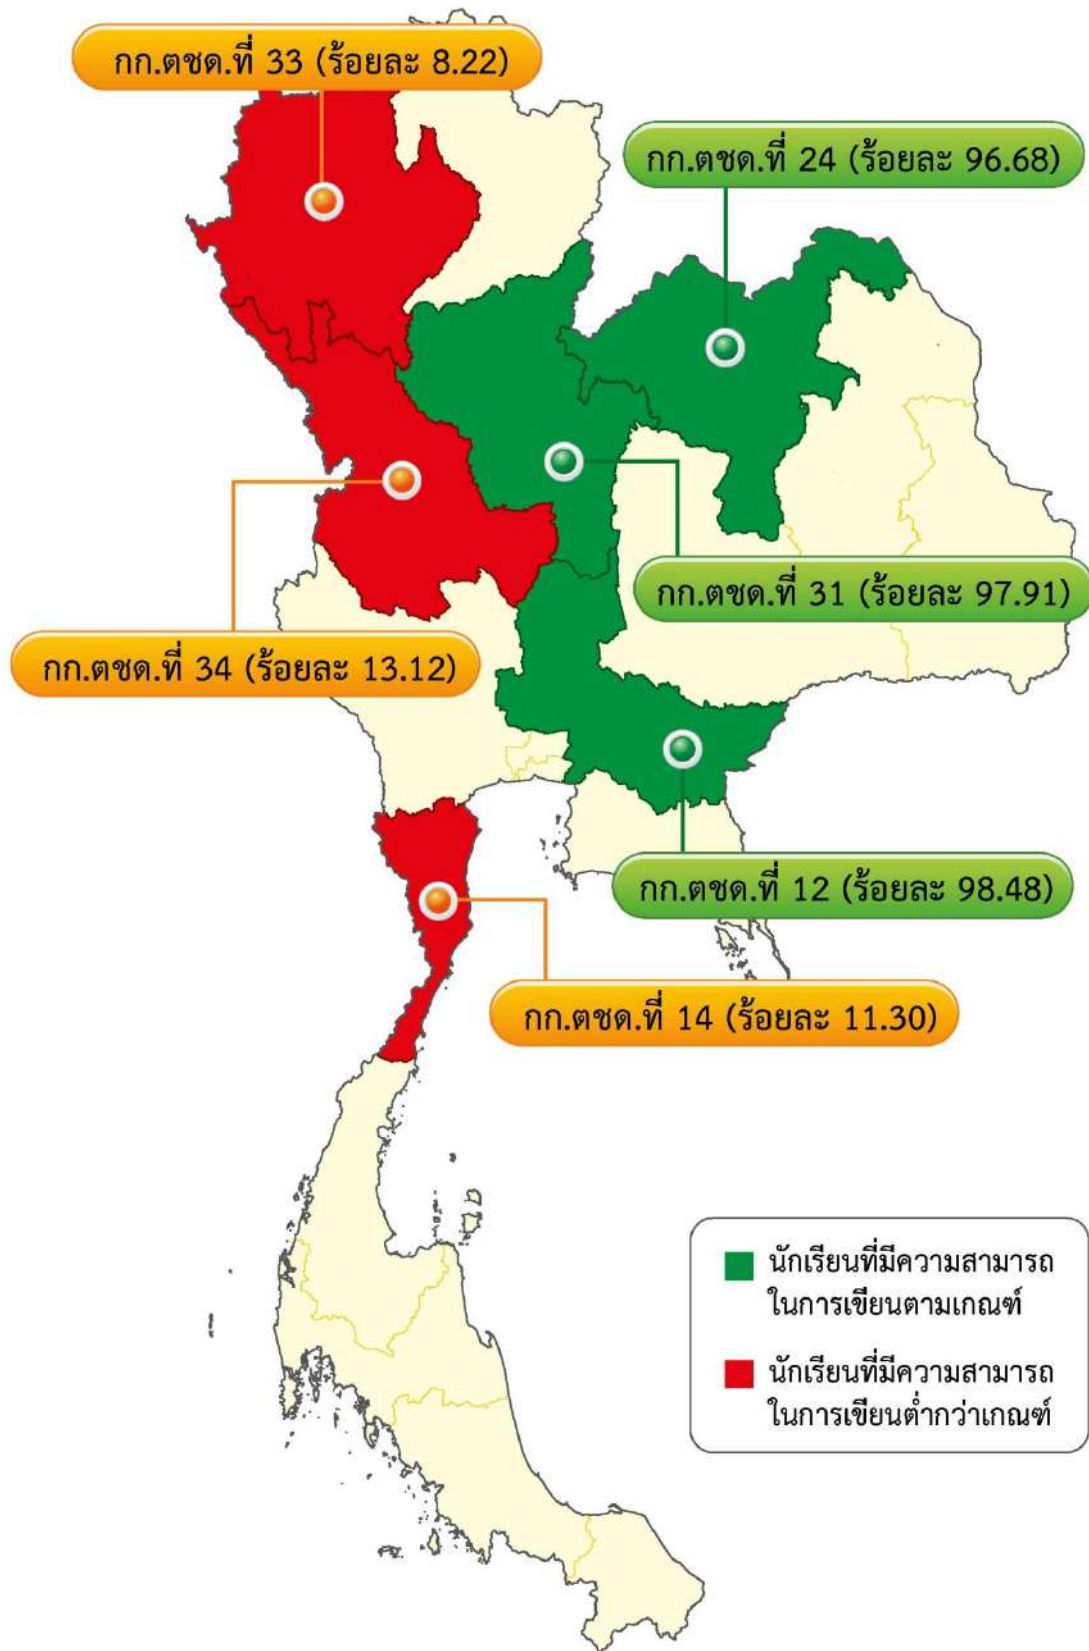 กก.ตชด.ที่ 33 (ร้อยละ 8.22)
กก.ตชด.ที่ 24 (ร้อยละ 96.68)
กก.ตชด.ที่ 31 (ร้อยละ 97.91)
กก.ตชด.ที่ 34 (ร้อยละ 13.12)
กก.ตชด.ที่ 12 (ร้อยละ 98.48)
กก.ตชด.ที่ 14 (ร้อยละ 11.30)
นักเรียนที่มีความสามารถ
ในการเขียนตามเกณฑ์
นักเรียนที่มีความสามารถ
ในการเขียนต่ำกว่าเกณฑ์